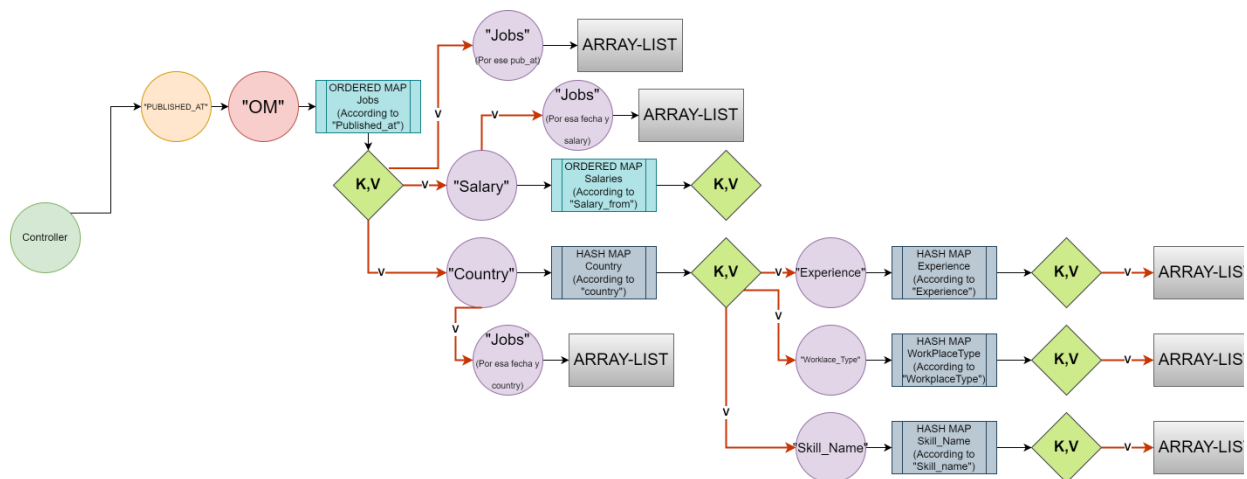 "Jobs"
(Por ese pub_at)
ARRAY-LIST
"PUBLISHED_AT"
"OM"
ORDERED MAP
Jobs
(According to
"Published_at")
V
V
"Jobs"
(Por esa fecha y
salary)
ARRAY-LIST
K,V
V
"Salary"
ORDERED MAP
Salaries
(According to
"Salary_from")
K,V
Controller
V
"Country"
HASH MAP
Country
(According to
"country")
K,V
V
"Experience"
HASH MAP
Experience
(According to
"Experience")
K,V
V
ARRAY-LIST
V
"Jobs"
(Por esa fecha y
country)
ARRAY-LIST
V
"Worklace_Type"
HASH MAP
WorkPlaceType
(According to
"WorkplaceType")
K,V
V
ARRAY-LIST
V
"Skill_Name"
HASH MAP
Skill_Name
(According to
"Skill_name")
K,V
V
ARRAY-LIST